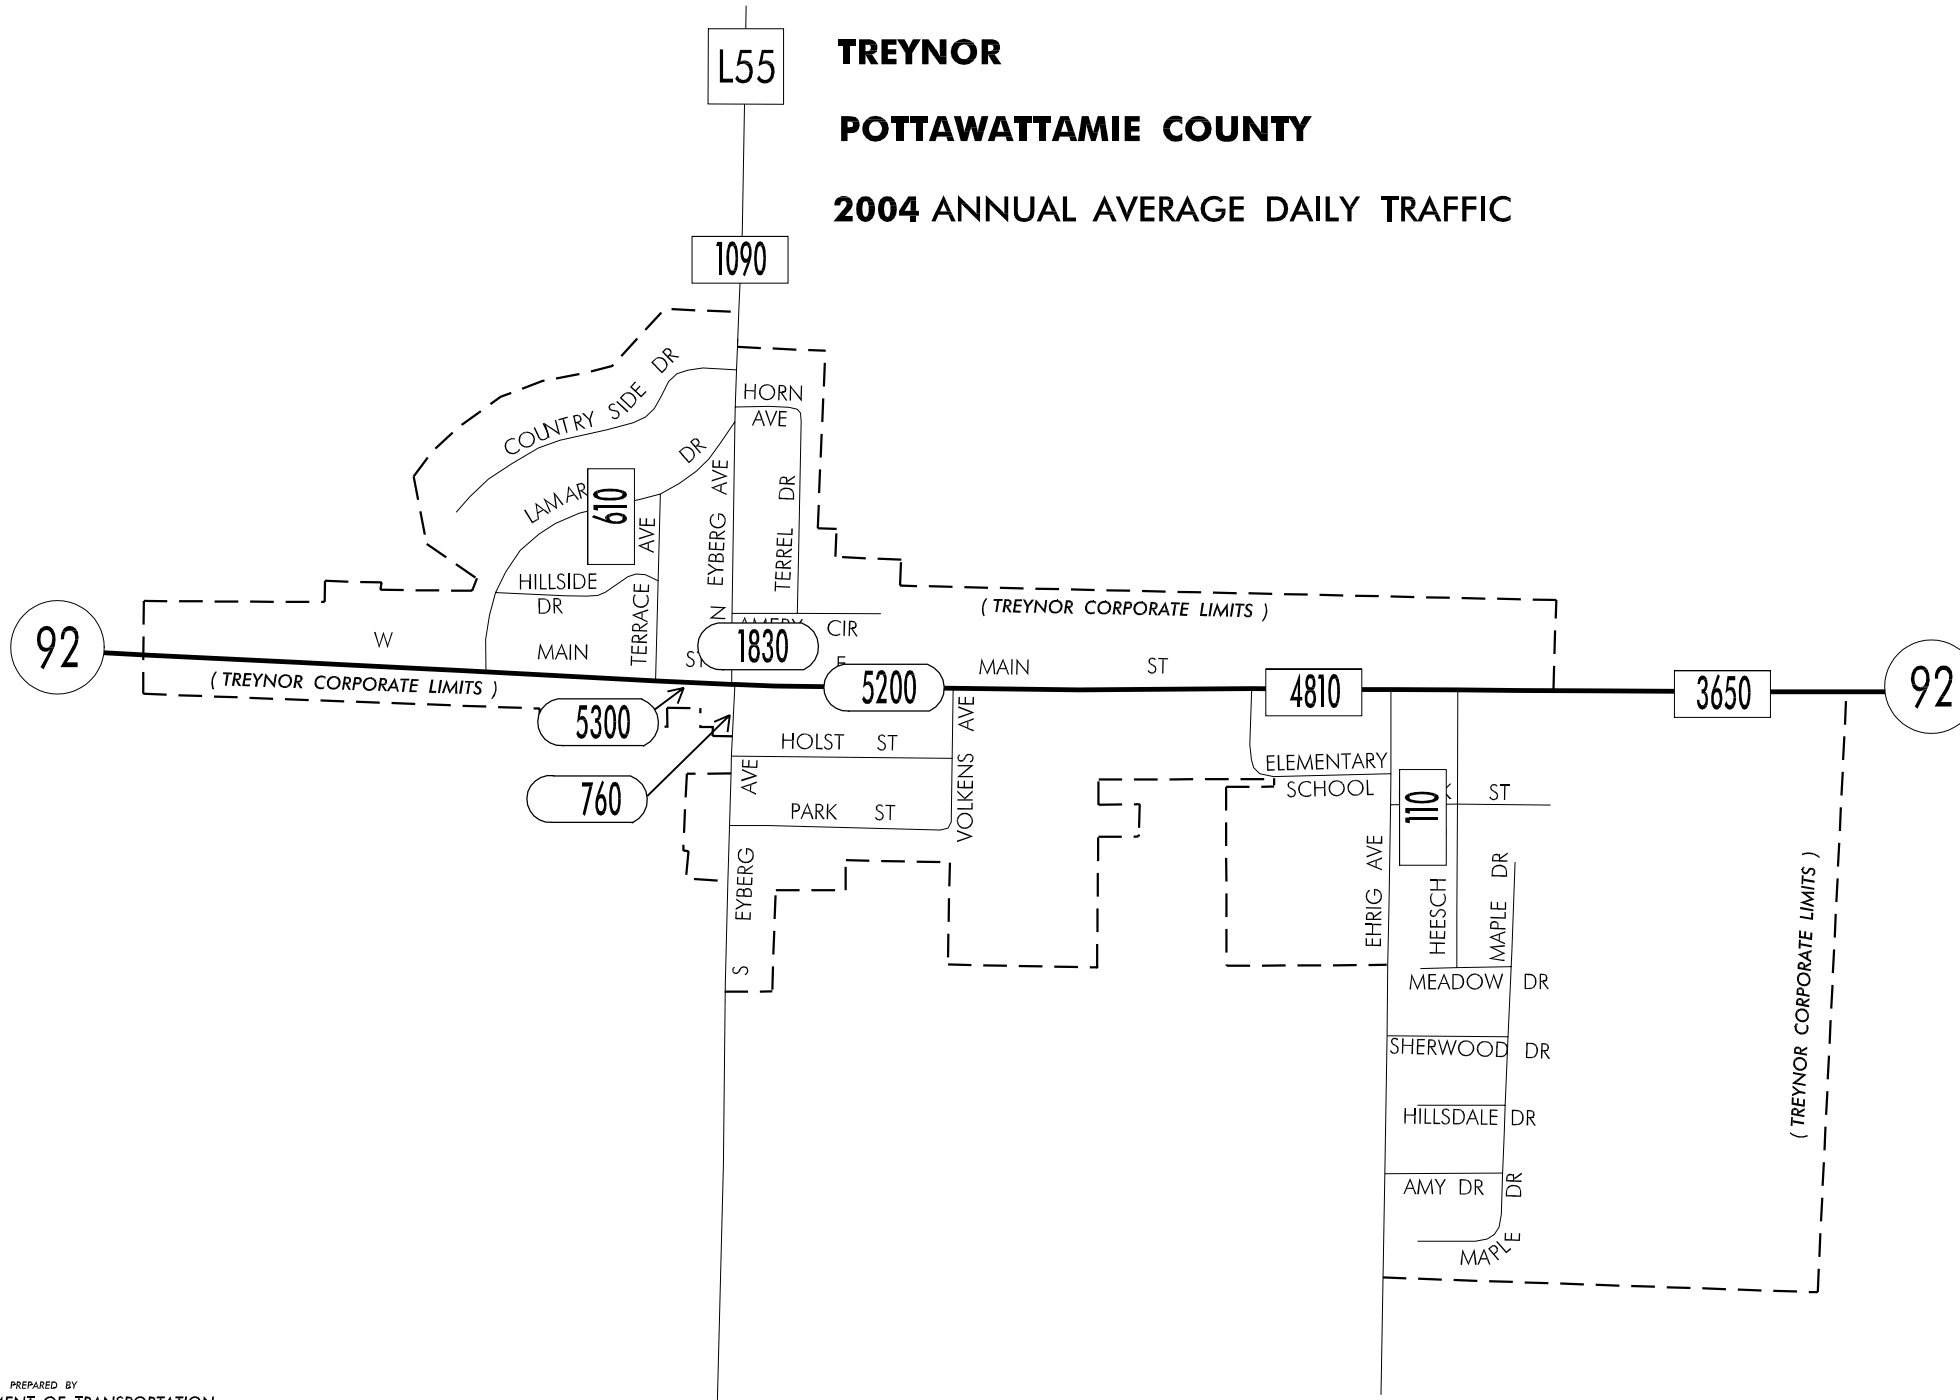 L55
TREYNOR
POTTAWATTAMIE COUNTY
2004 ANNUAL AVERAGE DAILY TRAFFIC
1090
COUNTRY SIDE DR
HORN
AVE
LAMAR DR
610
N EYBERG AVE
TERREL DR
TERRACE AVE
HILLSIDE
DR
CIR
( TREYNOR CORPORATE LIMITS )
92
W MAIN
1830
MAIN ST
92
( TREYNOR CORPORATE LIMITS )
5200
4810
3650
5300
760
HOLST ST
PARK ST
VOLKENS AVE
S EYBERG AVE
ELEMENTARY
SCHOOL
ST
110
EHRIG AVE
HEESCH
MAPLE DR
MEADOW DR
SHERWOOD DR
HILLSDALE DR
AMY DR
MAPLE DR
( TREYNOR CORPORATE LIMITS )
PREPARED BY
OF TRANSPORTATION